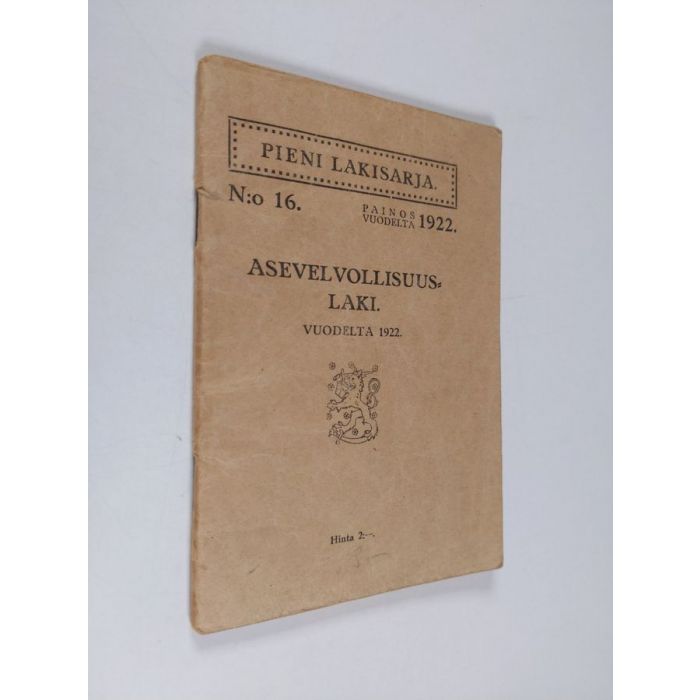 PIENI LAKISARJA.
N:o 16. PAINOS VUODELTA 1922.
ASEVELVOLLISUUS-
LAKI.
VUODELTA 1922.
Hinta 2:—.